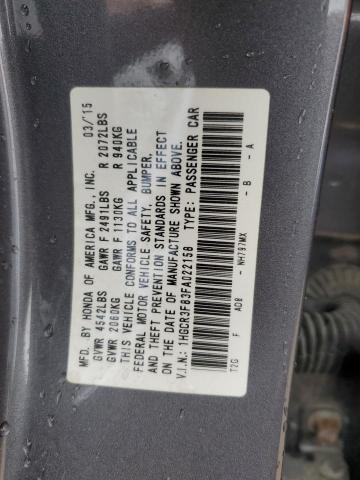 MFD. BY HONDA OF AMERICA MFG., INC. 03/15
GVWR 4542LBS GAWR F 2491LBS R 2072LBS
GVWR 2060KG GAWR F 1130KG R 940KG
THIS VEHICLE CONFORMS TO ALL APPLICABLE
FEDERAL MOTOR VEHICLE SAFETY, BUMPER,
AND THEFT PREVENTION STANDARDS IN EFFECT
ON THE DATE OF MANUFACTURE SHOWN ABOVE.
V.I.N.: 1HGCR3F83FA022158 TYPE: PASSENGER CAR
T2G F AD8 - NH797MX - B - A